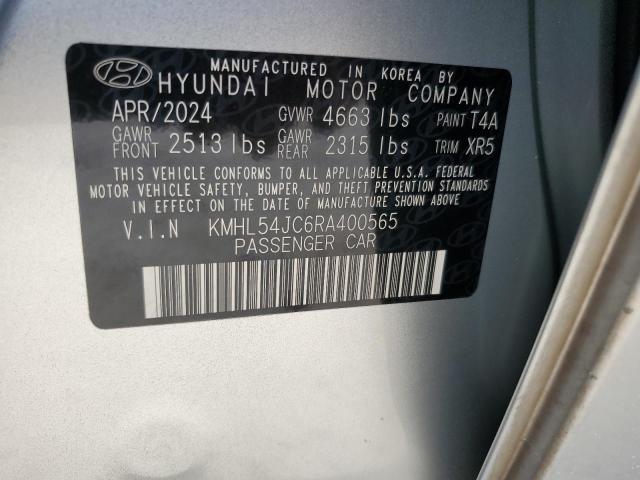 MANUFACTURED IN KOREA BY
HYUNDAI MOTOR COMPANY
APR/2024 GVWR 4663 lbs PAINT T4A
GAWR FRONT 2513 lbs GAWR REAR 2315 lbs TRIM XR5
THIS VEHICLE CONFORMS TO ALL APPLICABLE U.S.A. FEDERAL
MOTOR VEHICLE SAFETY, BUMPER, AND THEFT PREVENTION STANDARDS
IN EFFECT ON THE DATE OF MANUFACTURE SHOWN ABOVE
V.I.N KMHL54JC6RA400565
PASSENGER CAR